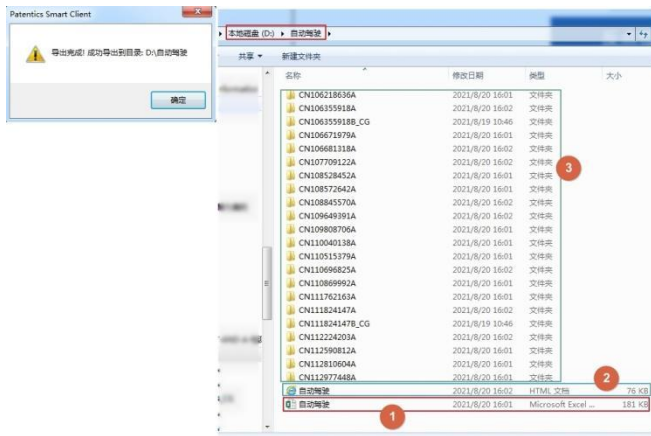 Patentics Smart Client
导出完成! 成功导出到目录: D:\自动驾驶
确定
本地磁盘 (D:) 自动驾驶
共享 新建文件夹
名称 修改日期 类型 大小
CN106218636A 2021/8/20 16:01 文件夹
CN106355918A 2021/8/20 16:02 文件夹
CN106355918B_CG 2021/8/19 10:46 文件夹
CN106671979A 2021/8/20 16:01 文件夹
CN106681318A 2021/8/20 16:02 文件夹
CN107709122A 2021/8/20 16:02 文件夹
CN108528452A 2021/8/20 16:01 文件夹
CN108572642A 2021/8/20 16:01 文件夹
CN108845570A 2021/8/20 16:02 文件夹
CN109649391A 2021/8/20 16:02 文件夹
CN109808706A 2021/8/20 16:01 文件夹
CN110040138A 2021/8/20 16:01 文件夹
CN110515379A 2021/8/20 16:01 文件夹
CN110696825A 2021/8/20 16:02 文件夹
CN110869992A 2021/8/20 16:01 文件夹
CN111762163A 2021/8/20 16:01 文件夹
CN111824147A 2021/8/20 16:02 文件夹
CN111824147B_CG 2021/8/19 10:46 文件夹
CN112224203A 2021/8/20 16:02 文件夹
CN112590812A 2021/8/20 16:01 文件夹
CN112810604A 2021/8/20 16:01 文件夹
CN112977448A 2021/8/20 16:01 文件夹
3
自动驾驶 2021/8/20 16:02 HTML 文档 76 KB
2
自动驾驶 2021/8/20 16:01 Microsoft Excel ... 181 KB
1